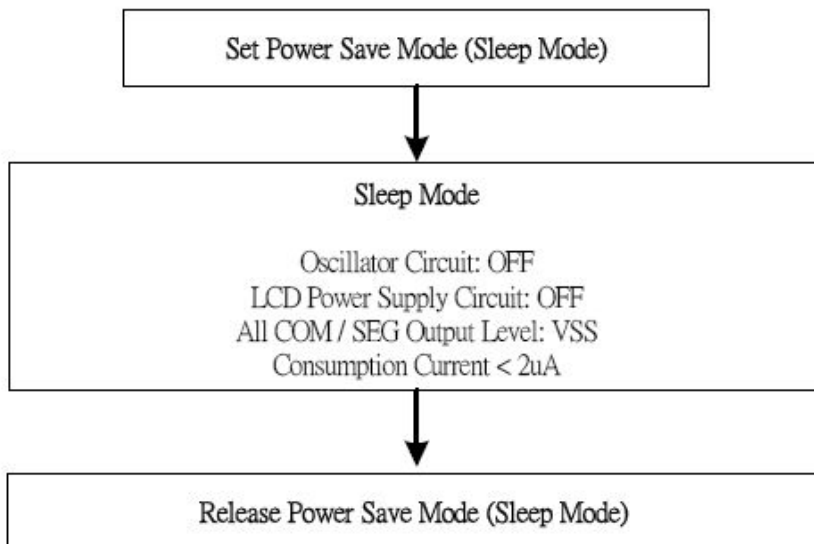 Set Power Save Mode (Sleep Mode)
Sleep Mode
Oscillator Circuit: OFF
LCD Power Supply Circuit: OFF
All COM / SEG Output Level: VSS
Consumption Current < 2uA
Release Power Save Mode (Sleep Mode)